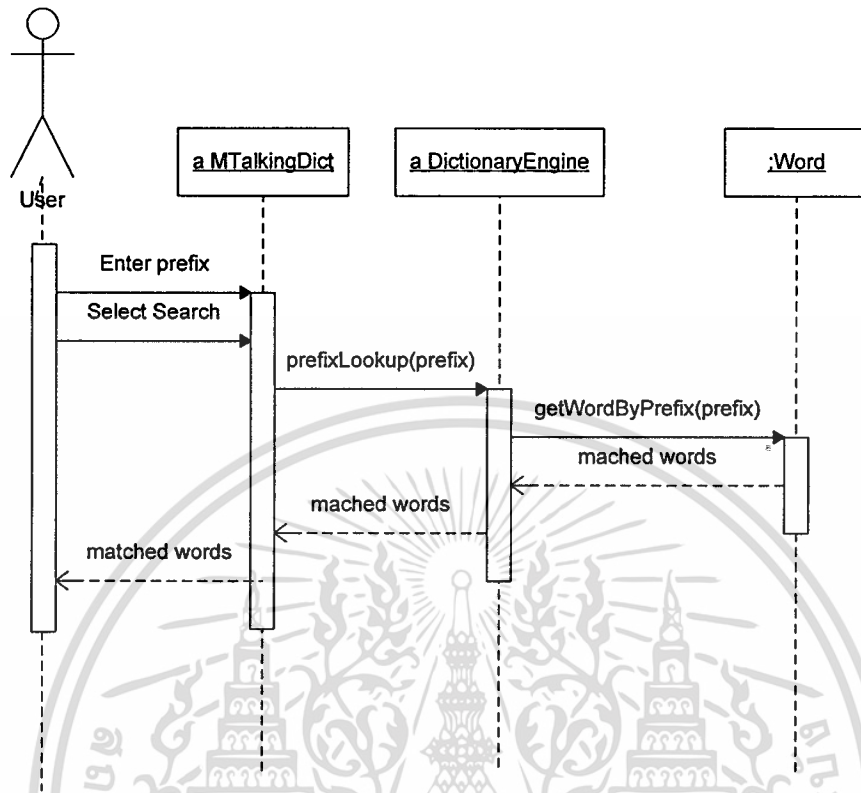 User
a MTalkingDict
a DictionaryEngine
:Word
Enter prefix
Select Search
prefixLookup(prefix)
getWordByPrefix(prefix)
mached words
mached words
matched words